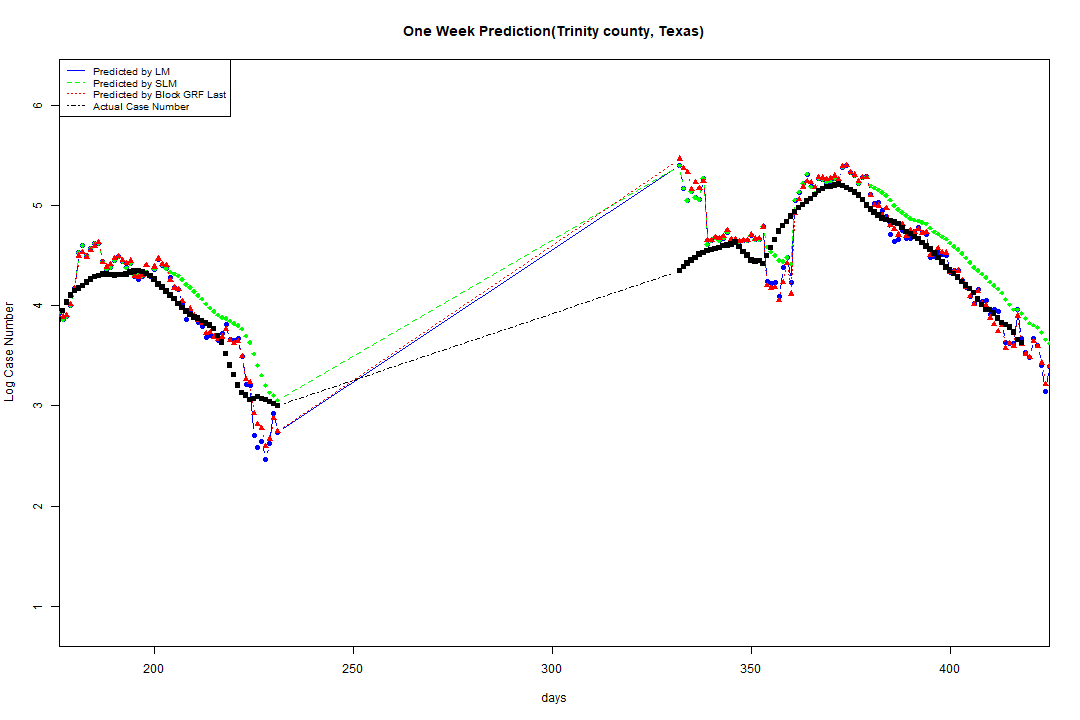 One Week Prediction(Trinity county, Texas)
Predicted by LM
Predicted by SLM
Predicted by Block GRF Last
Actual Case Number
6
5
4
3
2
1
Log Case Number
200 250 300 350 400
days